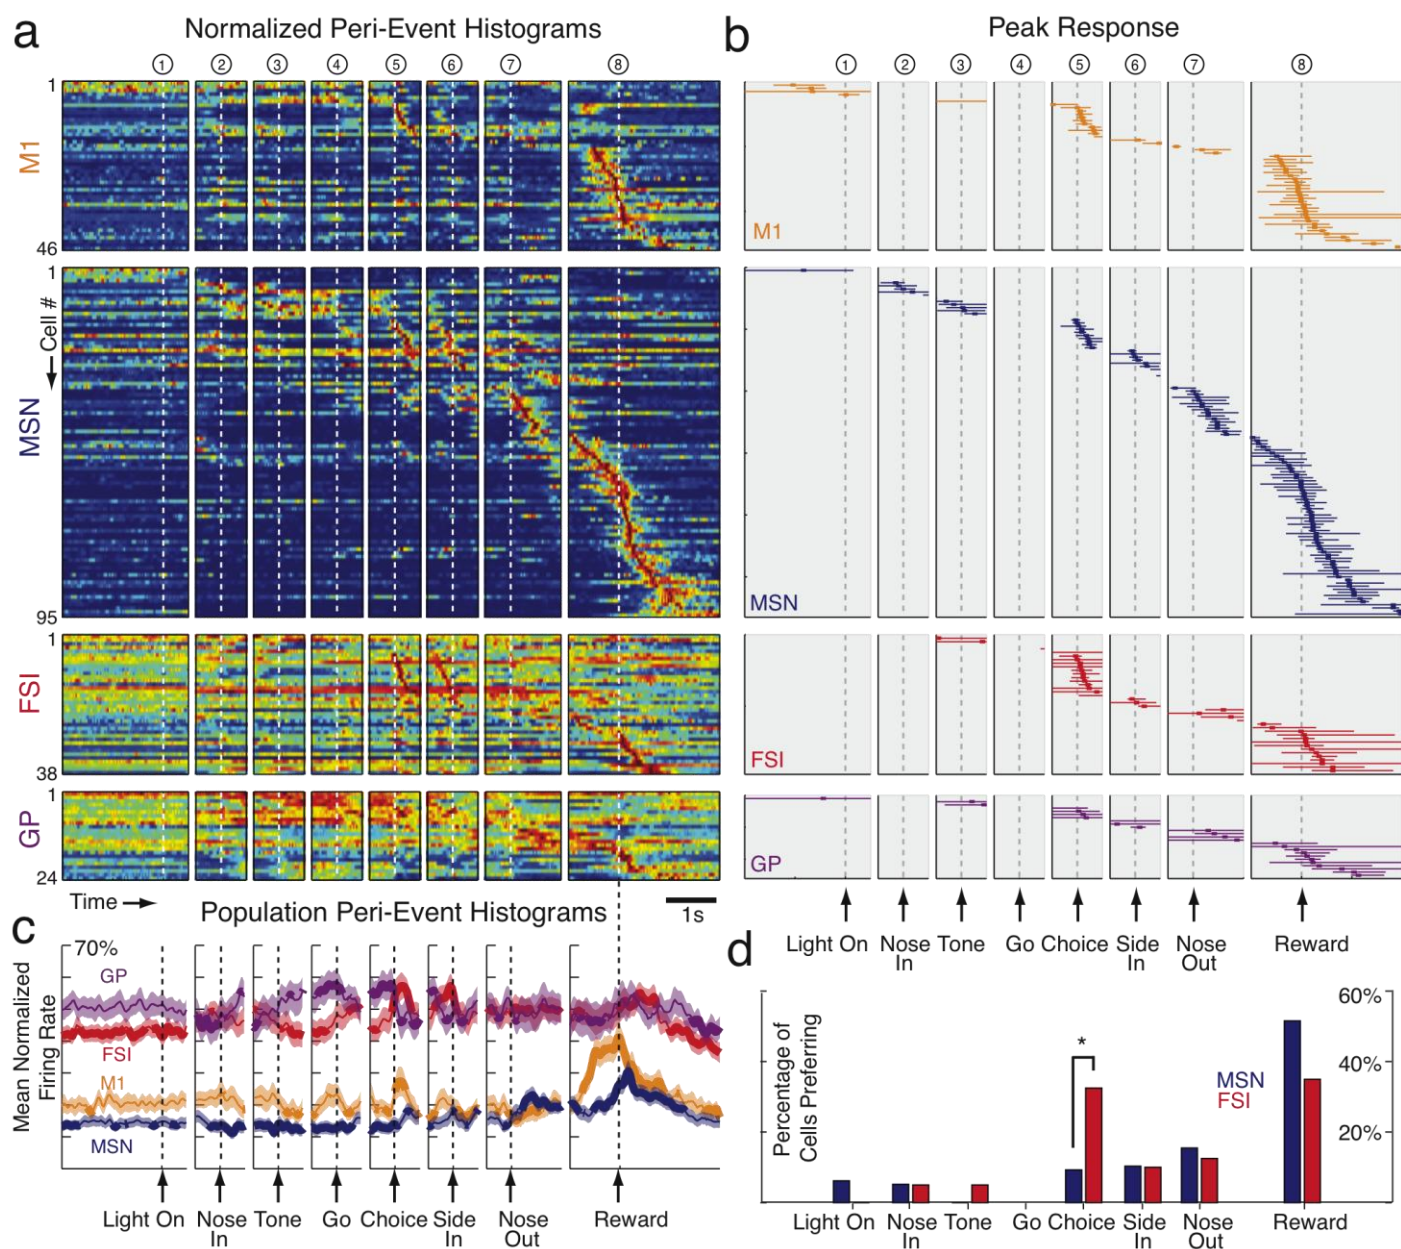 a
Normalized Peri-Event Histograms
① ② ③ ④ ⑤ ⑥ ⑦ ⑧
1
M1
46
1
Cell #
MSN
95
1
FSI
38
1
GP
24
Time
1s
b
Peak Response
① ② ③ ④ ⑤ ⑥ ⑦ ⑧
M1
MSN
FSI
GP
Light On
Nose In
Tone
Go
Choice
Side In
Nose Out
Reward
c
Population Peri-Event Histograms
Mean Normalized
Firing Rate
70%
GP
FSI
M1
MSN
Light On
Nose In
Tone
Go
Choice
Side In
Nose Out
Reward
d
Percentage of
Cells Preferring
*
MSN
FSI
60%
40%
20%
Light On
Nose In
Tone
Go
Choice
Side In
Nose Out
Reward